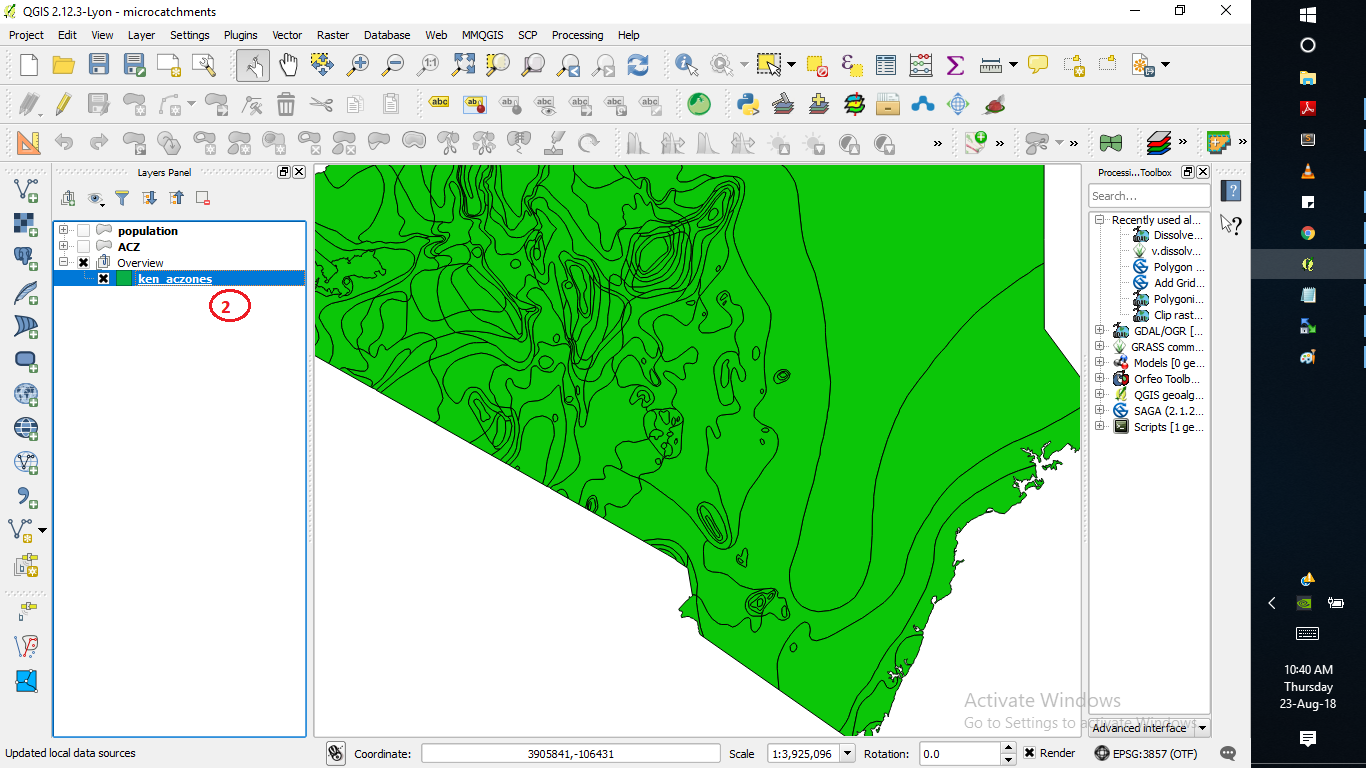 QGIS 2.12.3-Lyon - microcatchments
Project Edit View Layer Settings Plugins Vector Raster Database Web MMQGIS SCP Processing Help
Layers Panel
population
ACZ
Overview
ken_aczones
2
Processi...Toolbox
Search...
Recently used al...
Dissolve...
v.dissolv...
Polygon ...
Add Grid...
Polygoni...
Clip rast...
GDAL/OGR [...
GRASS comm...
Models [0 ge...
Orfeo Toolb...
QGIS geoalg...
SAGA (2.1.2...
Scripts [1 ge...
Activate Windows
Go to Settings to activate Windows.
Advanced interface
Updated local data sources
Coordinate: 3905841,-106431 Scale 1:3,925,096 Rotation: 0.0 Render EPSG:3857 (OTF)
10:40 AM
Thursday
23-Aug-18